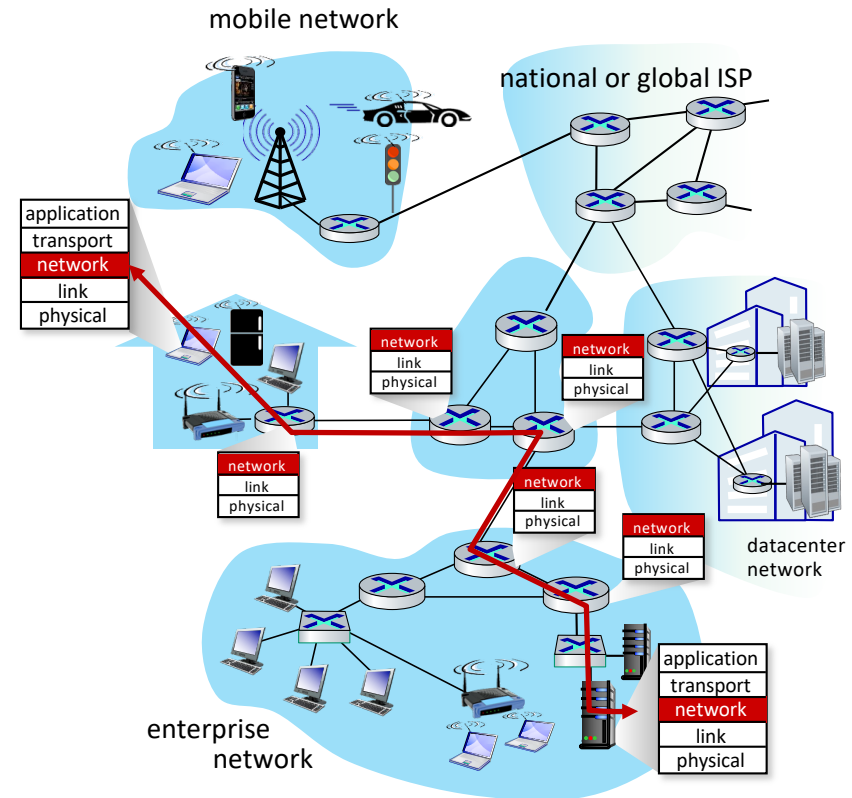 mobile network
national or global ISP
application
transport
network
link
physical
network
link
physical
network
link
physical
network
link
physical
network
link
physical
network
link
physical
datacenter
network
application
transport
network
link
physical
enterprise
network